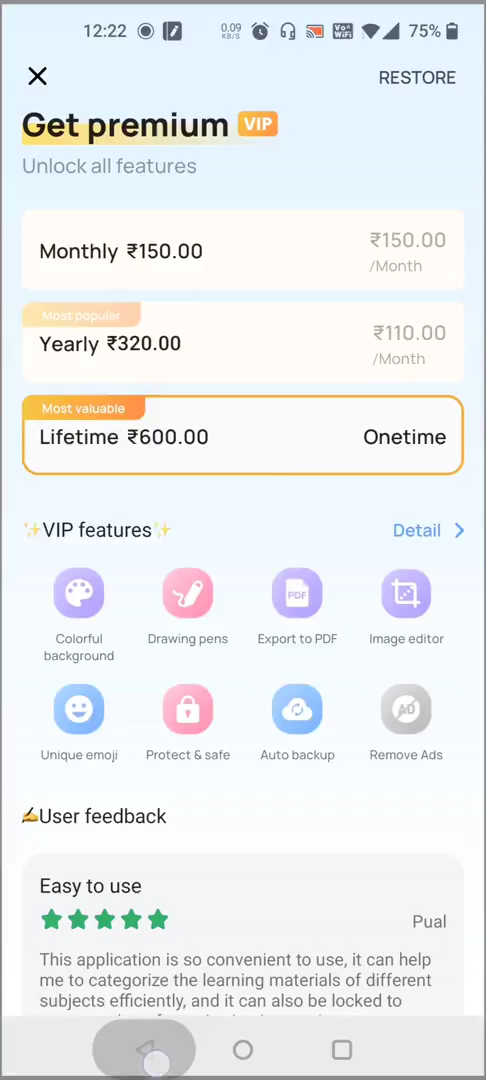 12:22
0.09
KB/S
Vo
WiFi
75%
RESTORE
Get premium VIP
Unlock all features
Monthly ₹150.00
₹150.00
/Month
Most popular
Yearly ₹320.00
₹110.00
/Month
Most valuable
Lifetime ₹600.00
Onetime
✨VIP features✨
Detail
PDF
AD
Colorful
background
Drawing pens
Export to PDF
Image editor
Unique emoji
Protect & safe
Auto backup
Remove Ads
✍User feedback
Easy to use
Pual
This application is so convenient to use, it can help
me to categorize the learning materials of different
subjects efficiently, and it can also be locked to